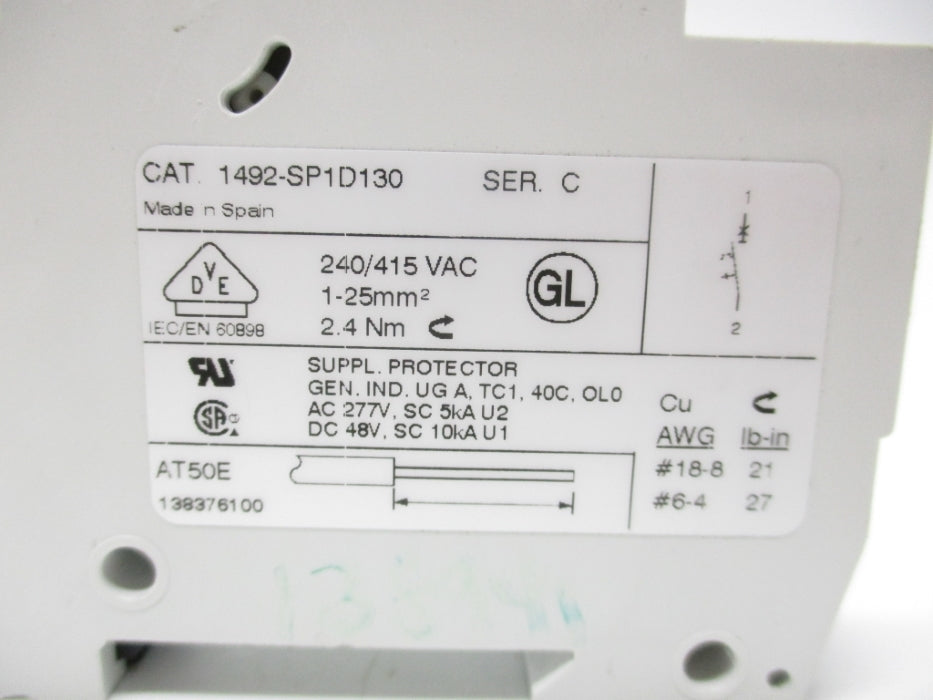 CAT. 1492-SP1D130 SER. C
Made n Spain
1
2
D V E
IEC/EN 60898
240/415 VAC
1-25mm²
2.4 Nm
GL
SUPPL. PROTECTOR
GEN. IND. UG A, TC1, 40C, OL0
AC 277V, SC 5kA U2
DC 48V, SC 10kA U1
SA
Cu
AWG lb-in
#18-8 21
#6-4 27
AT50E
138376100